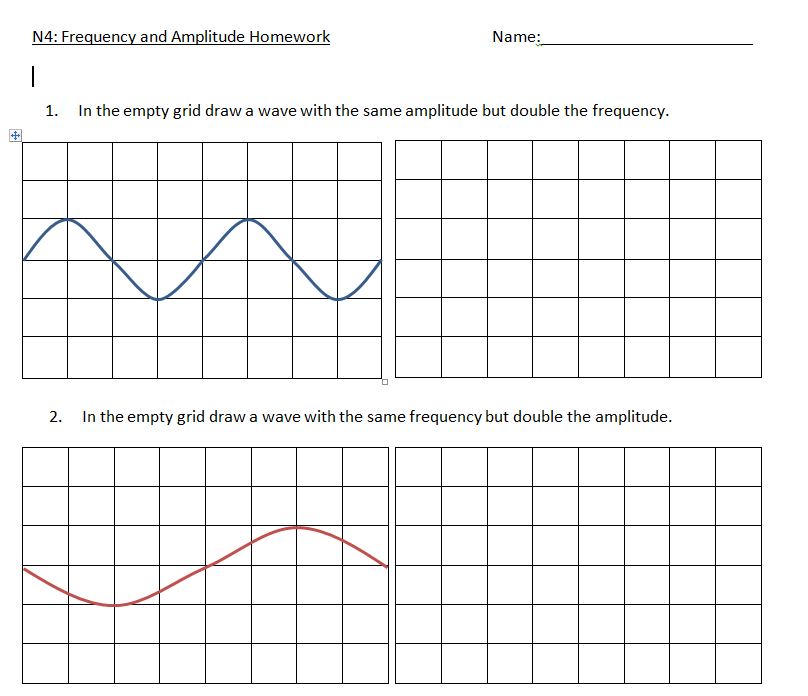 N4: Frequency and Amplitude Homework Name:______________________
1. In the empty grid draw a wave with the same amplitude but double the frequency.
2. In the empty grid draw a wave with the same frequency but double the amplitude.